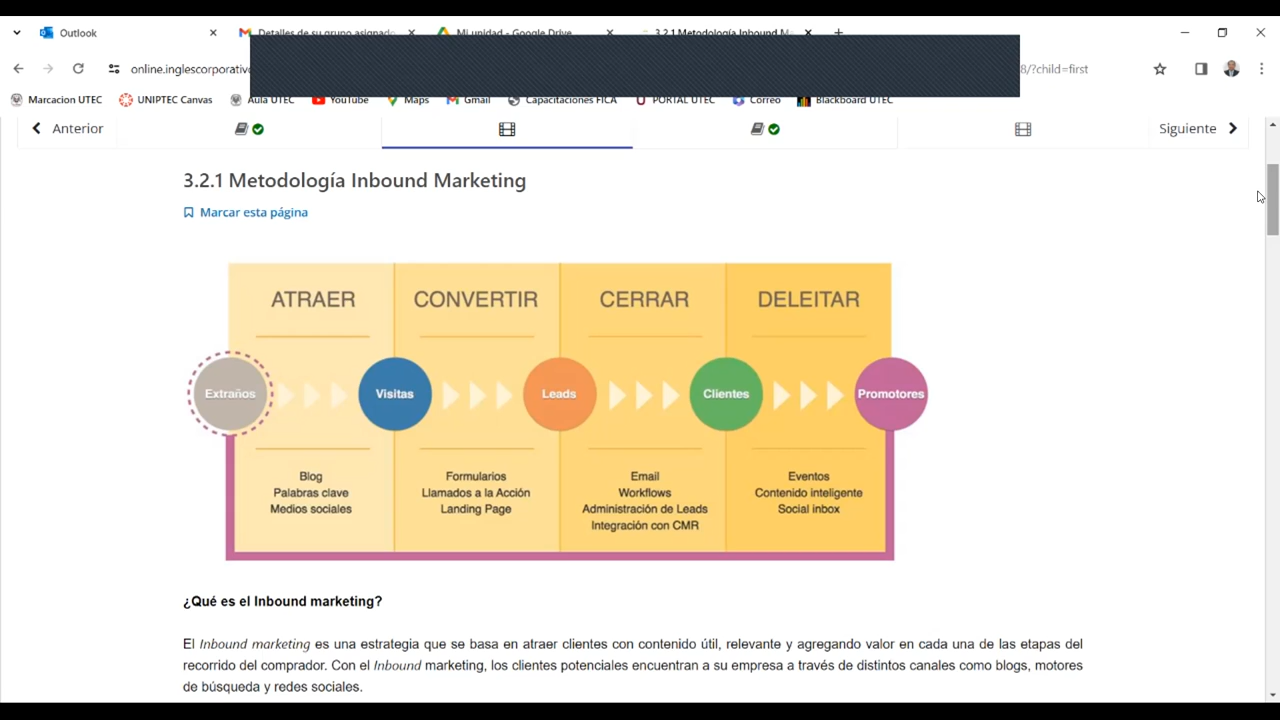 Outlook
Detalles de su grupo asignado
Mi unidad - Google Drive
3.2.1 Metodología Inbound M
online.inglescorporativo
8/?child=first
Marcacion UTEC
UNIPTEC Canvas
Aula UTEC
YouTube
Maps
Gmail
Capacitaciones FICA
PORTAL UTEC
Correo
Blackboard UTEC
Anterior
Siguiente
3.2.1 Metodología Inbound Marketing
Marcar esta página
ATRAER CONVERTIR CERRAR DELEITAR
Extraños Visitas Leads Clientes Promotores
Blog
Palabras clave
Medios sociales
Formularios
Llamados a la Acción
Landing Page
Email
Workflows
Administración de Leads
Integración con CMR
Eventos
Contenido inteligente
Social inbox
¿Qué es el Inbound marketing?
El Inbound marketing es una estrategia que se basa en atraer clientes con contenido útil, relevante y agregando valor en cada una de las etapas del
recorrido del comprador. Con el Inbound marketing, los clientes potenciales encuentran a su empresa a través de distintos canales como blogs, motores
de búsqueda y redes sociales.